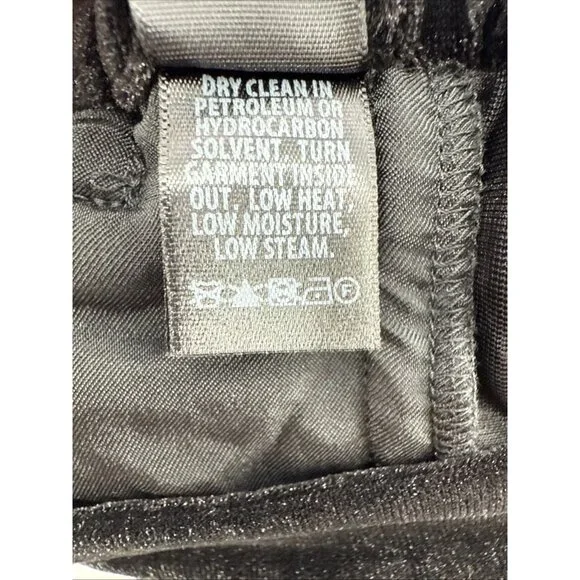 DRY CLEAN IN
PETROLEUM OR
HYDROCARBON
SOLVENT. TURN
GARMENT INSIDE
OUT. LOW HEAT,
LOW MOISTURE,
LOW STEAM.
F